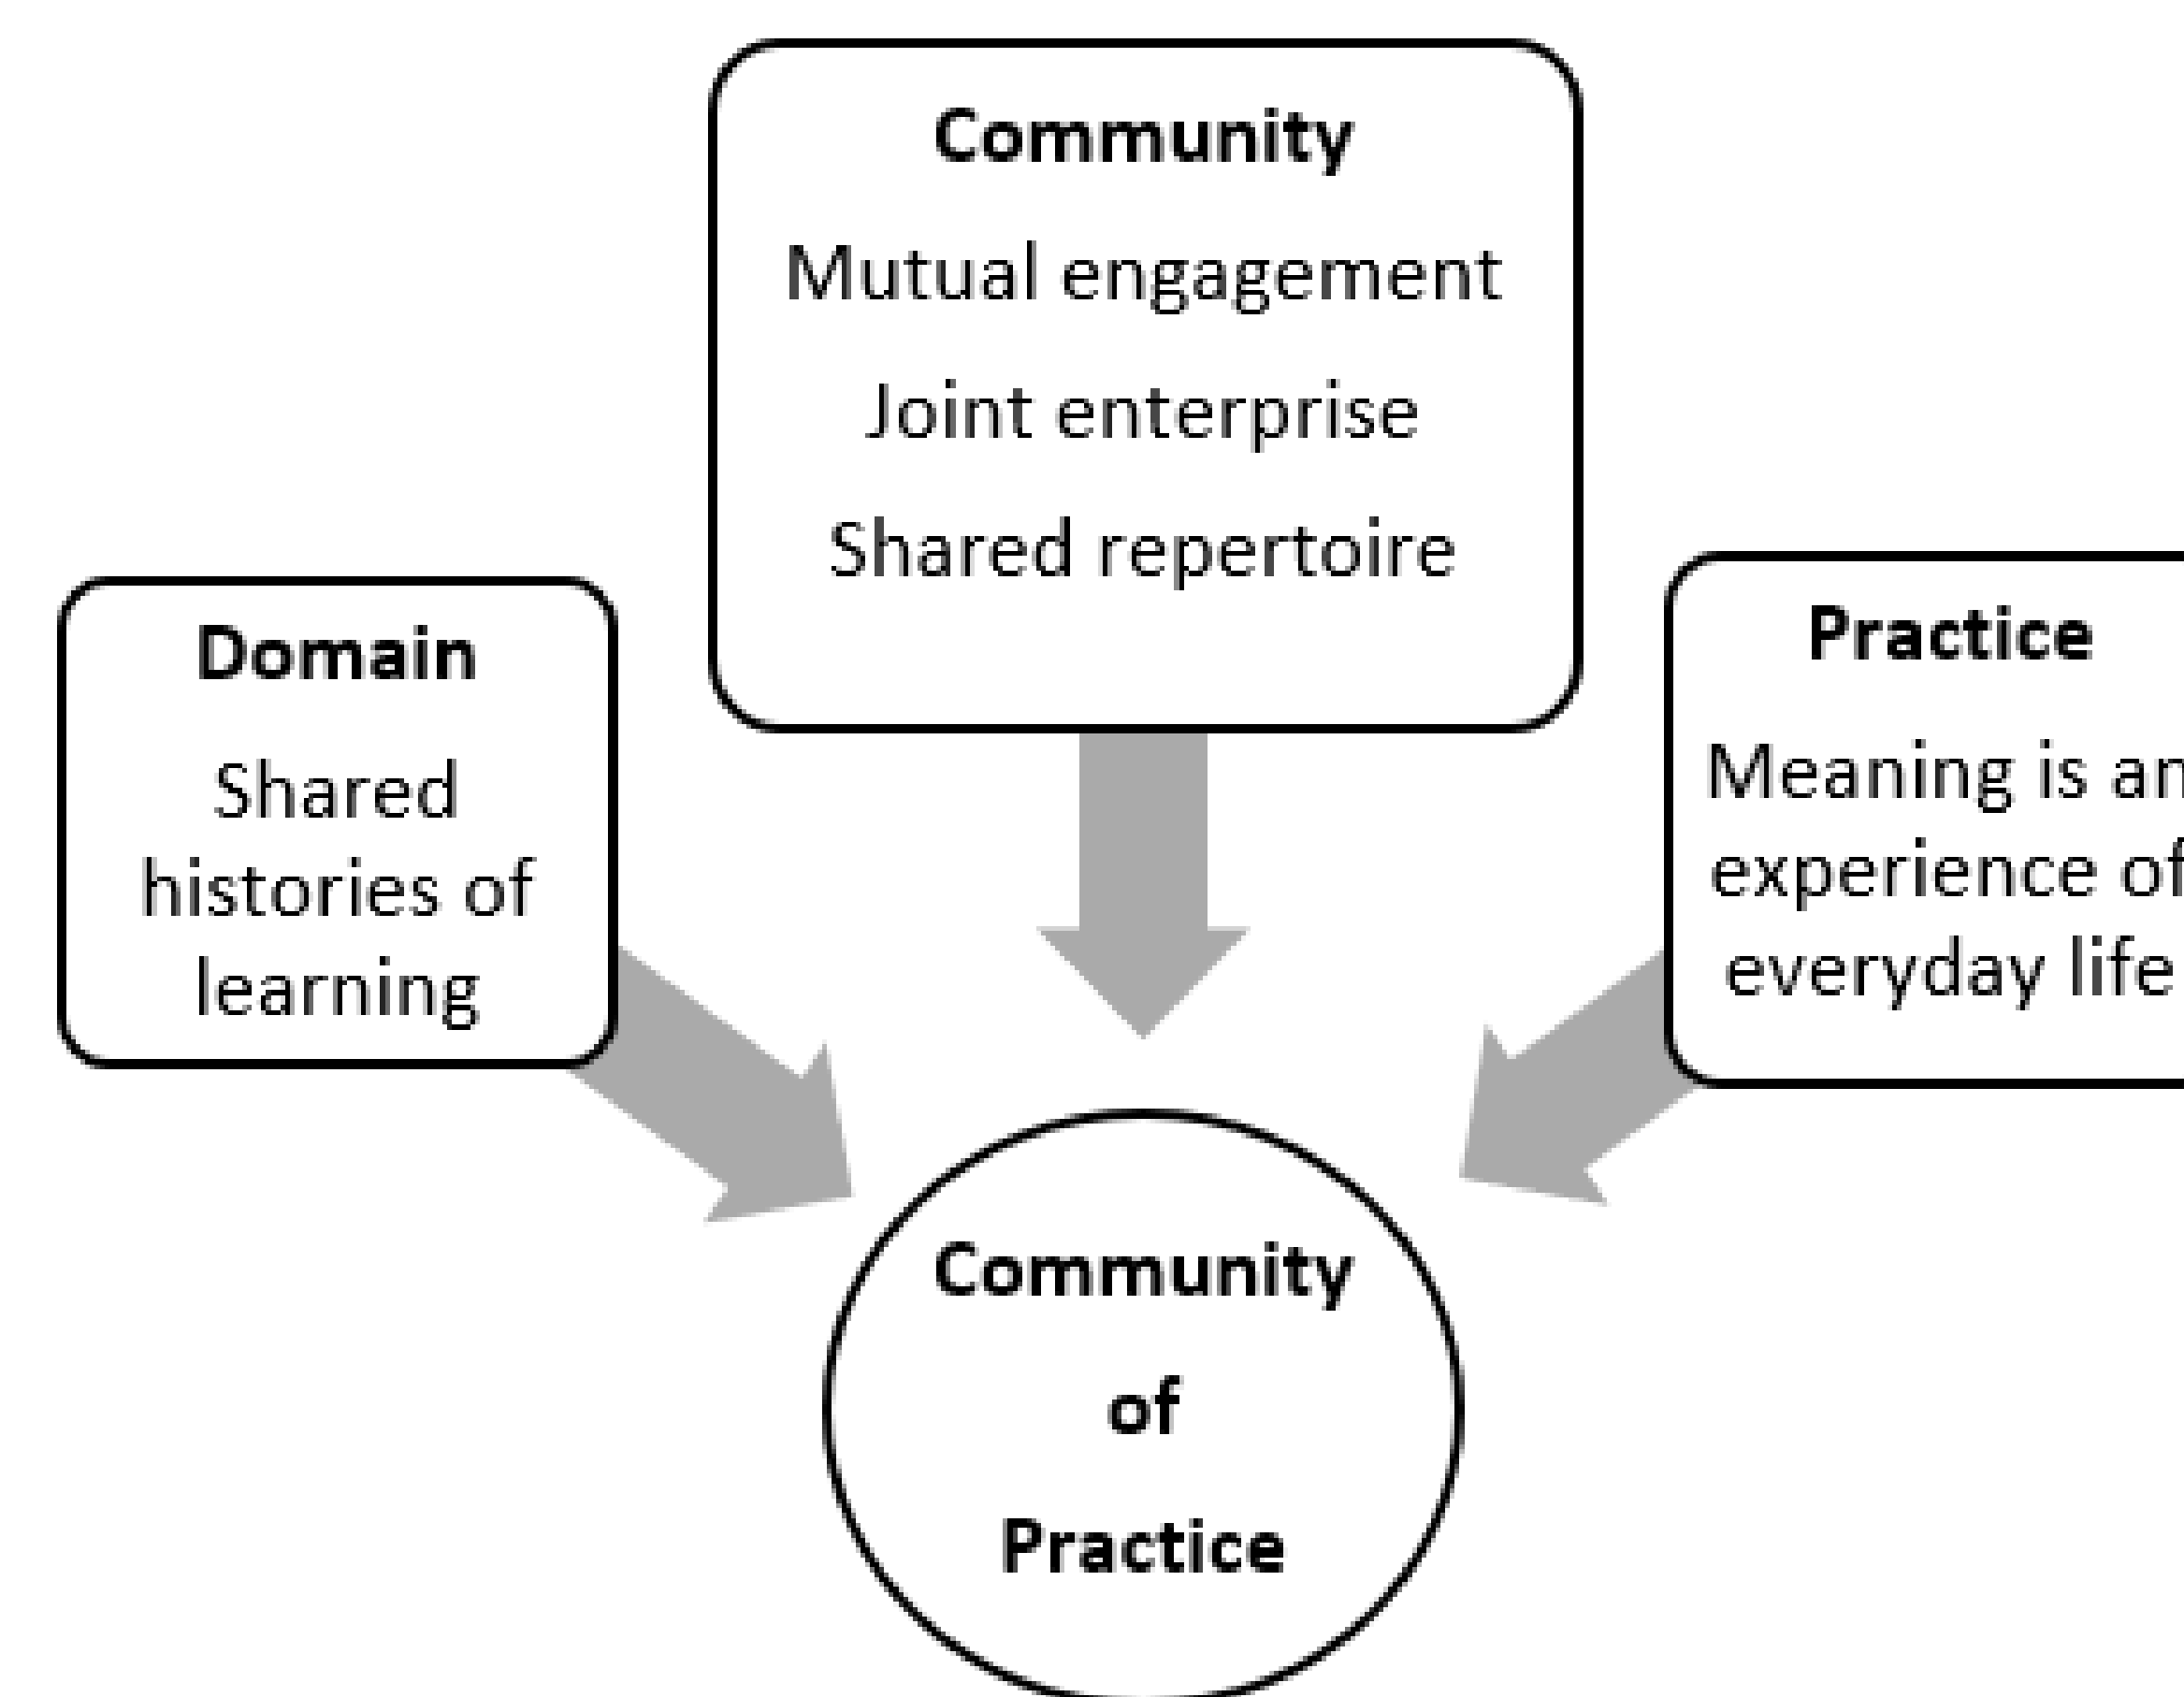 Community
Mutual engagement
Joint enterprise
Shared repertoire
Domain
Shared
histories of
learning
Practice
Meaning is an
experience of
everyday life
Community
of
Practice